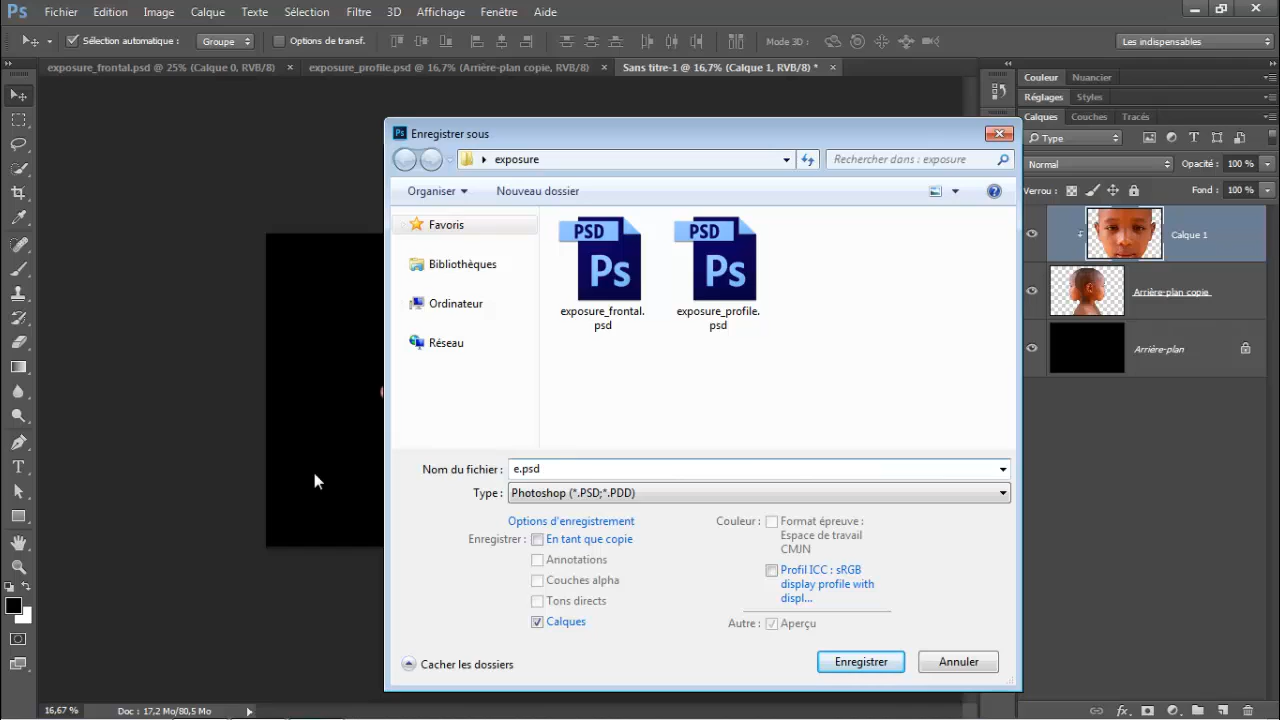 Ps Fichier Edition Image Calque Texte Sélection Filtre 3D Affichage Fenêtre Aide
Sélection automatique : Groupe Options de transf. Mode 3D : Les indispensables
exposure_frontal.psd @ 25% (Calque 0, RVB/8) × exposure_profile.psd @ 16,7% (Arrière-plan copie, RVB/8) × Sans titre-1 @ 16,7% (Calque 1, RVB/8) * ×
Couleur Nuancier
Réglages Styles
Calques Couches Tracés
Type
Normal Opacité : 100 %
Verrou : Fond : 100 %
Calque 1
Arrière-plan copie
Arrière-plan
Ps Enregistrer sous
exposure Rechercher dans : exposure
Organiser Nouveau dossier
Favoris
Bibliothèques
Ordinateur
Réseau
PSD PSD
Ps Ps
exposure_frontal. exposure_profile.
psd psd
Nom du fichier : e.psd
Type : Photoshop (*.PSD;*.PDD)
Options d'enregistrement
Enregistrer : En tant que copie
Annotations
Couches alpha
Tons directs
Calques
Couleur : Format épreuve :
Espace de travail
CMJN
Profil ICC : sRGB
display profile with
displ...
Autre : Aperçu
Cacher les dossiers Enregistrer Annuler
16,67 % Doc : 17,2 Mo/80,5 Mo